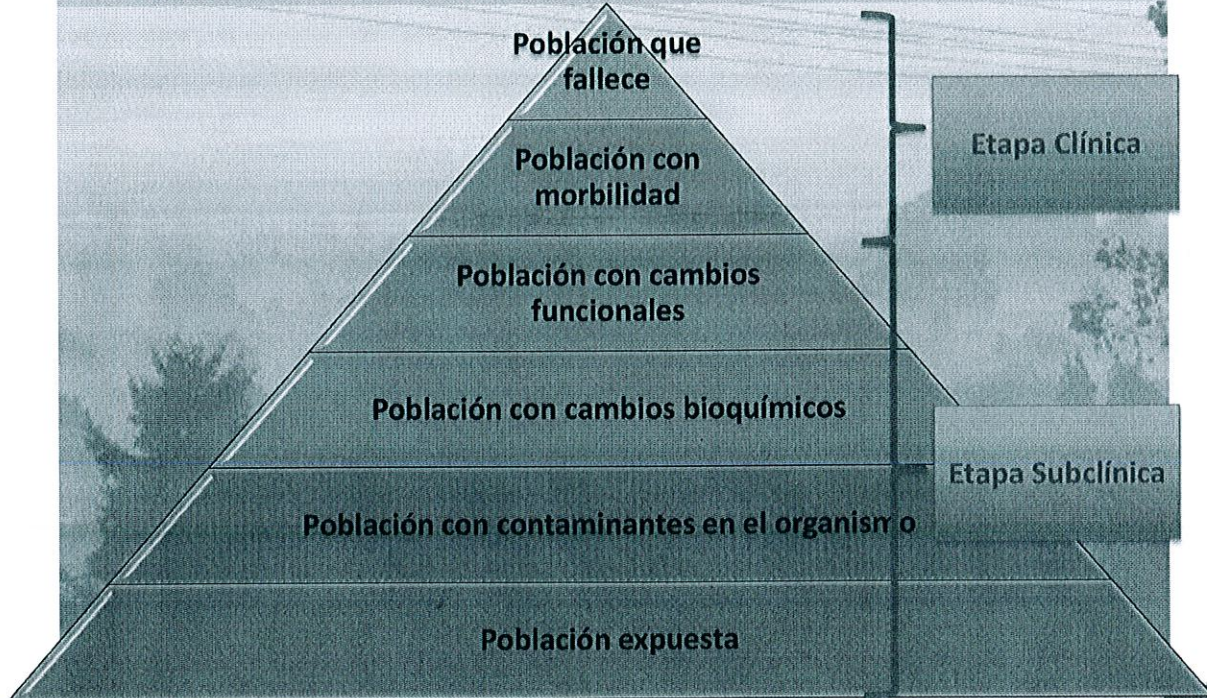 Población que
fallece
Etapa Clínica
Población con
morbilidad
Población con cambios
funcionales
Población con cambios bioquímicos
Etapa Subclínica
Población con contaminantes en el organismo
Población expuesta